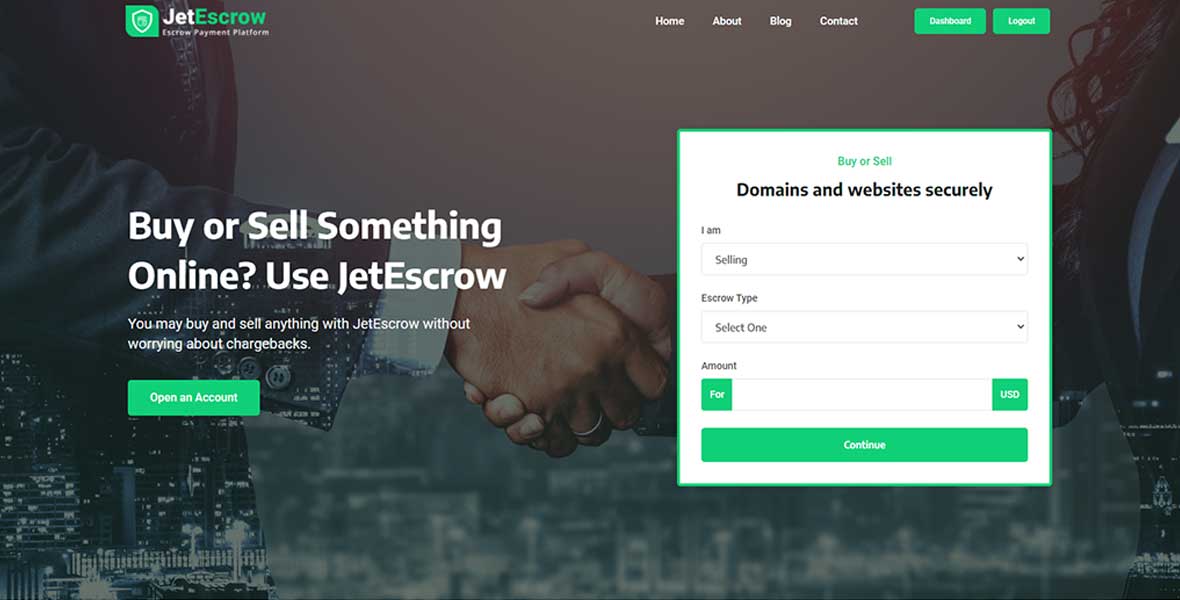 JetEscrow
Escrow Payment Platform
Home About Blog Contact Dashboard Logout
Buy or Sell Something
Online? Use JetEscrow
You may buy and sell anything with JetEscrow without
worrying about chargebacks.
Open an Account
Buy or Sell
Domains and websites securely
I am
Selling
Escrow Type
Select One
Amount
For USD
Continue